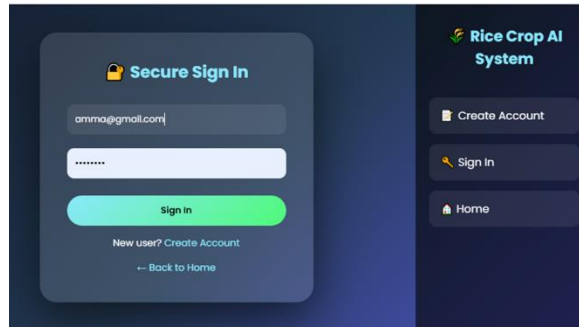 🔐 Secure Sign In
amma@gmail.com
••••••••
Sign In
New user? Create Account
← Back to Home
🌾 Rice Crop AI
System
📝 Create Account
🔑 Sign In
🏠 Home